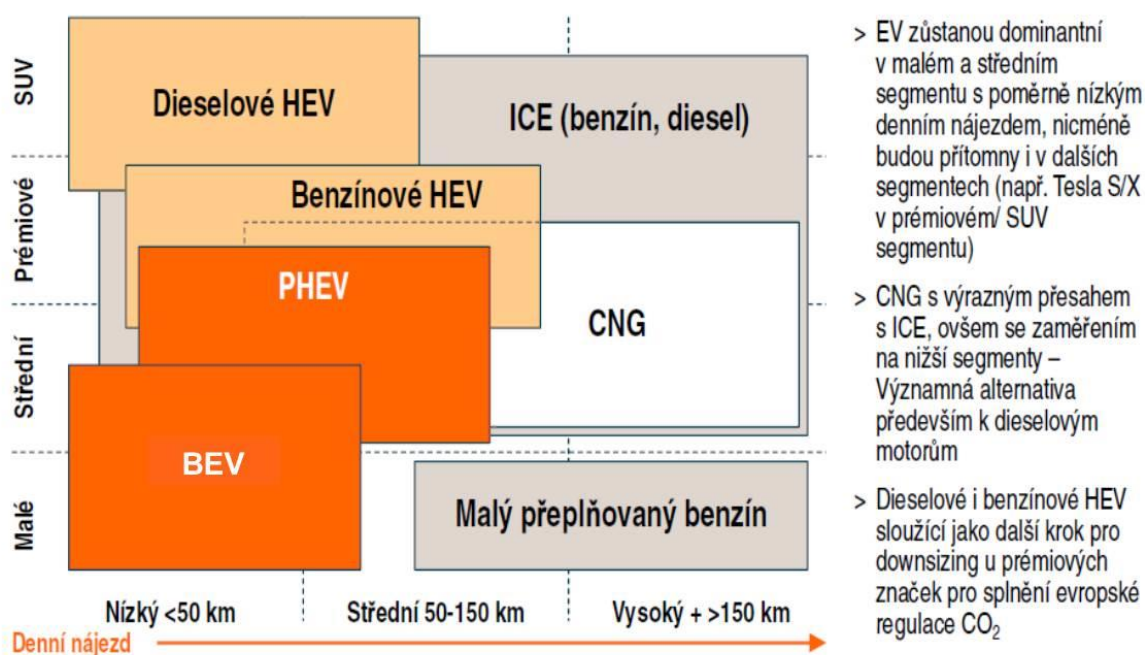 SUV
Prémiové
Střední
Malé
Dieselové HEV
ICE (benzín, diesel)
Benzínové HEV
PHEV
CNG
BEV
Malý přeplňovaný benzín
Nízký <50 km
Střední 50-150 km
Vysoký + >150 km
Denní nájezd
> EV zůstanou dominantní
v malém a středním
segmentu s poměrně nízkým
denním nájezdem, nicméně
budou přítomny i v dalších
segmentech (např. Tesla S/X
v prémiovém/ SUV
segmentu)
> CNG s výrazným přesahem
s ICE, ovšem se zaměřením
na nižší segmenty –
Významná alternativa
především k dieselovým
motorům
> Dieselové i benzínové HEV
sloužící jako další krok pro
downsizing u prémiových
značek pro splnění evropské
regulace CO₂